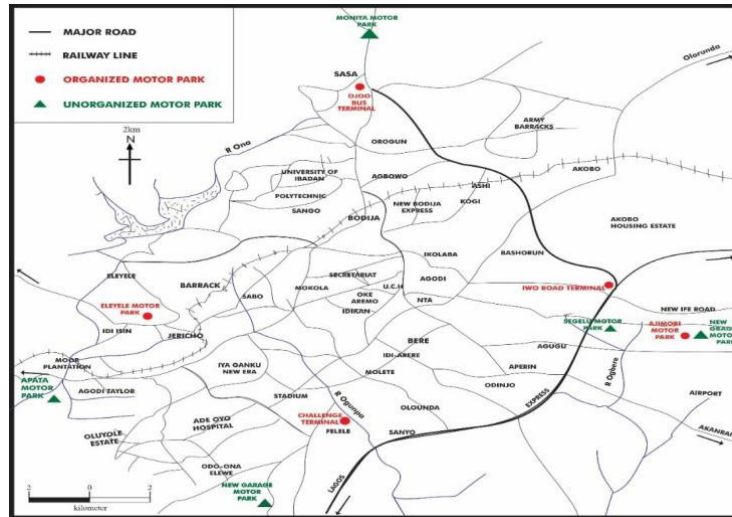 MONIYA MOTOR
PARK
MAJOR ROAD
RAILWAY LINE
ORGANIZED MOTOR PARK
UNORGANIZED MOTOR PARK
Olorunda
SASA
OJOO
BUS
TERMINAL
2km
N
R Ona
OROGUN
ARMY
BARRACKS
UNIVERSITY OF
IBADAN
AGBOWO
AKOBO
POLYTECHNIC
ASHI
SANGO
NEW BODIJA
EXPRESS
KOGI
BODIJA
AKOBO
HOUSING ESTATE
IKOLABA
BASHORUN
ELEYELE
SECRETARIAT
AGODI
BARRACK
MOKOLA
U.C.H
IWO ROAD TERMINAL
SABO
OKE
AREMO
NTA
ELEYELE MOTOR
PARK
IDIKAN
NEW IFE ROAD
IDI ISIN
SEGELU MOTOR
PARK
AJIMOBI
MOTOR
PARK
NEW
GARAGE
MOTOR
PARK
JERICHO
BERE
AGUGU
MOOR
PLANTATION
IYA GANKU
NEW ERA
IDI-ARERE
R Ogbere
APATA
MOTOR
PARK
AGODI TAYLOR
MOLETE
APERIN
ODINJO
STADIUM
R Ogunpa
EXPRESS
AIRPORT
ADE OYO
HOSPITAL
CHALLENGE
TERMINAL
OLOUNDA
OLUYOLE
ESTATE
FELELE
SANYO
AKANRAN
ODO-ONA
ELEWE
NEW GARAGE
MOTOR
PARK
LAGOS
2 0 2
kilometer